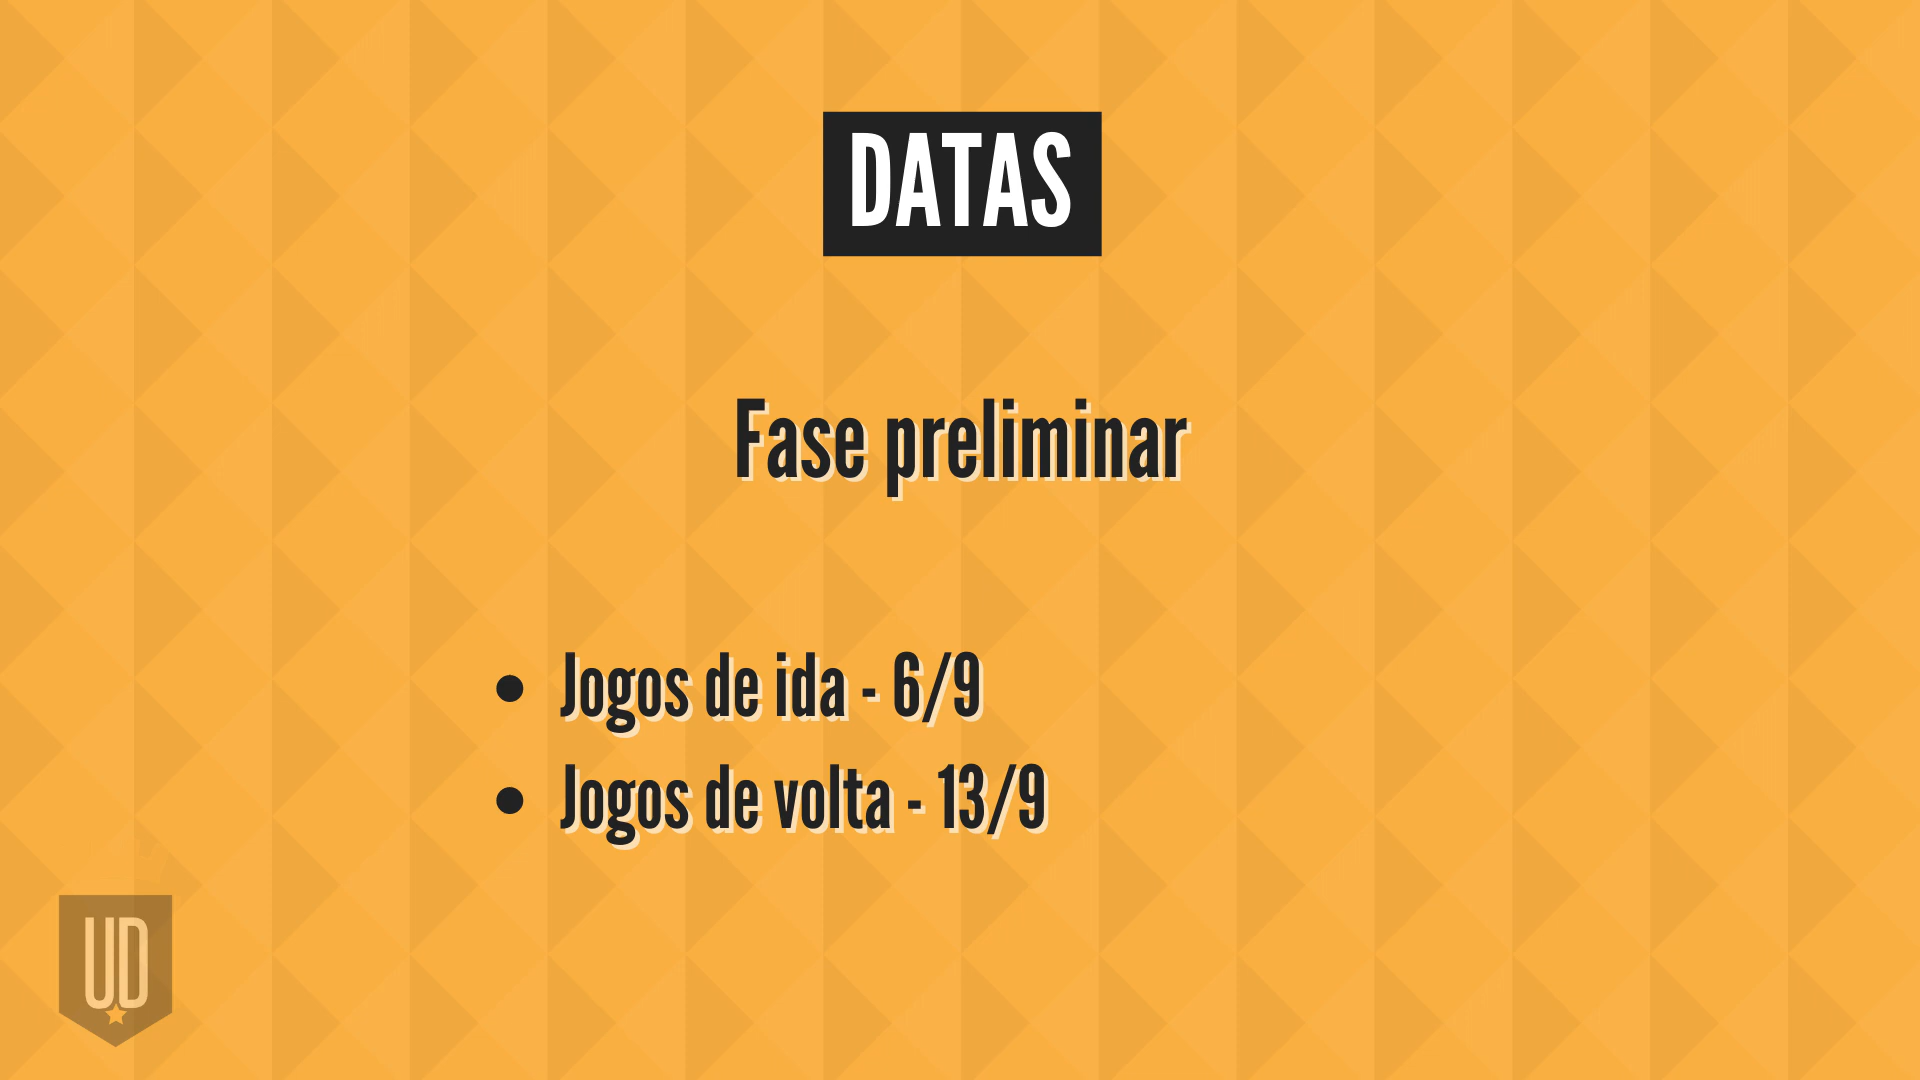 DATAS
Fase preliminar
• Jogos de ida - 6/9
• Jogos de volta - 13/9
UD